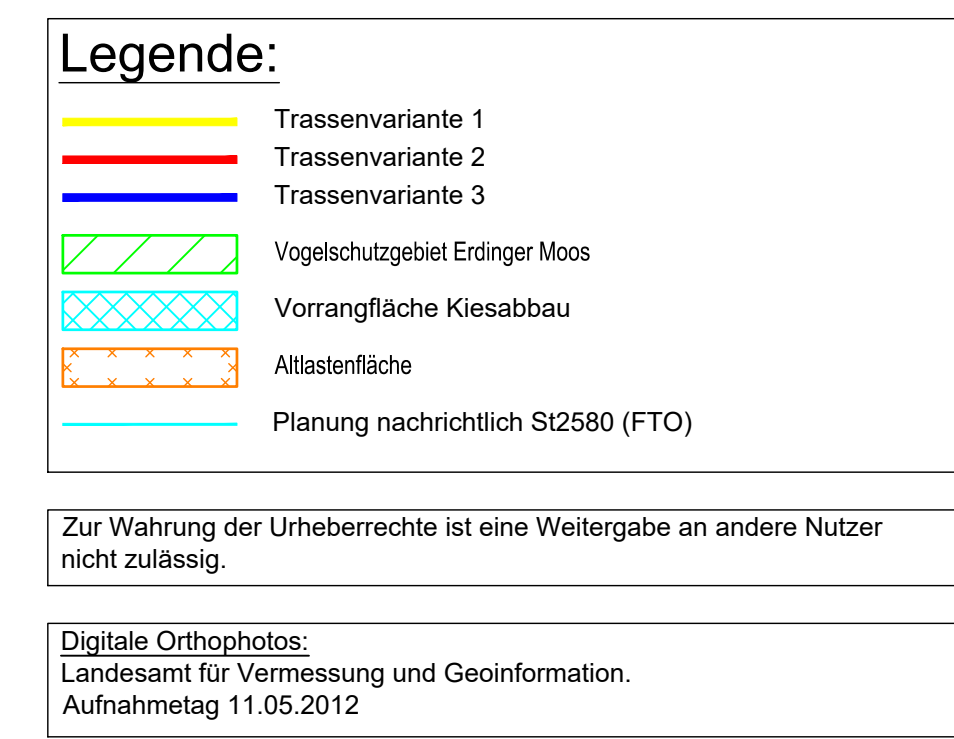 Legende:
Trassenvariante 1
Trassenvariante 2
Trassenvariante 3
Vogelschutzgebiet Erdinger Moos
Vorrangfläche Kiesabbau
Altlastenfläche
Planung nachrichtlich St2580 (FTO)
Zur Wahrung der Urheberrechte ist eine Weitergabe an andere Nutzer
nicht zulässig.
Digitale Orthophotos:
Landesamt für Vermessung und Geoinformation.
Aufnahmetag 11.05.2012